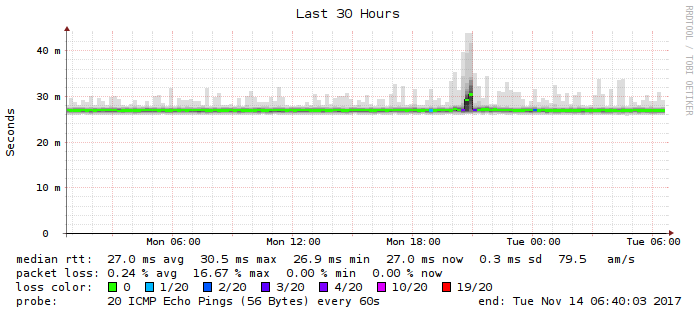 Last 30 Hours
RRDTOOL / TOBI OETIKER
Seconds
40 m
30 m
20 m
10 m
0
Mon 06:00 Mon 12:00 Mon 18:00 Tue 00:00 Tue 06:00
median rtt: 27.0 ms avg 30.5 ms max 26.9 ms min 27.0 ms now 0.3 ms sd 79.5 am/s
packet loss: 0.24 % avg 16.67 % max 0.00 % min 0.00 % now
loss color: 0 1/20 2/20 3/20 4/20 10/20 19/20
probe: 20 ICMP Echo Pings (56 Bytes) every 60s end: Tue Nov 14 06:40:03 2017